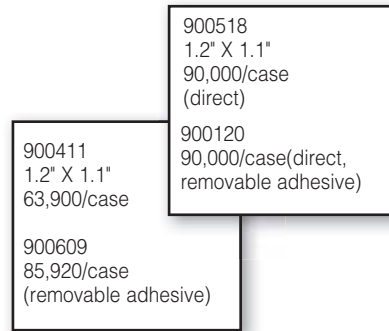 900518
1.2" X 1.1"
90,000/case
(direct)
900120
90,000/case(direct,
removable adhesive)
900411
1.2" X 1.1"
63,900/case
900609
85,920/case
(removable adhesive)